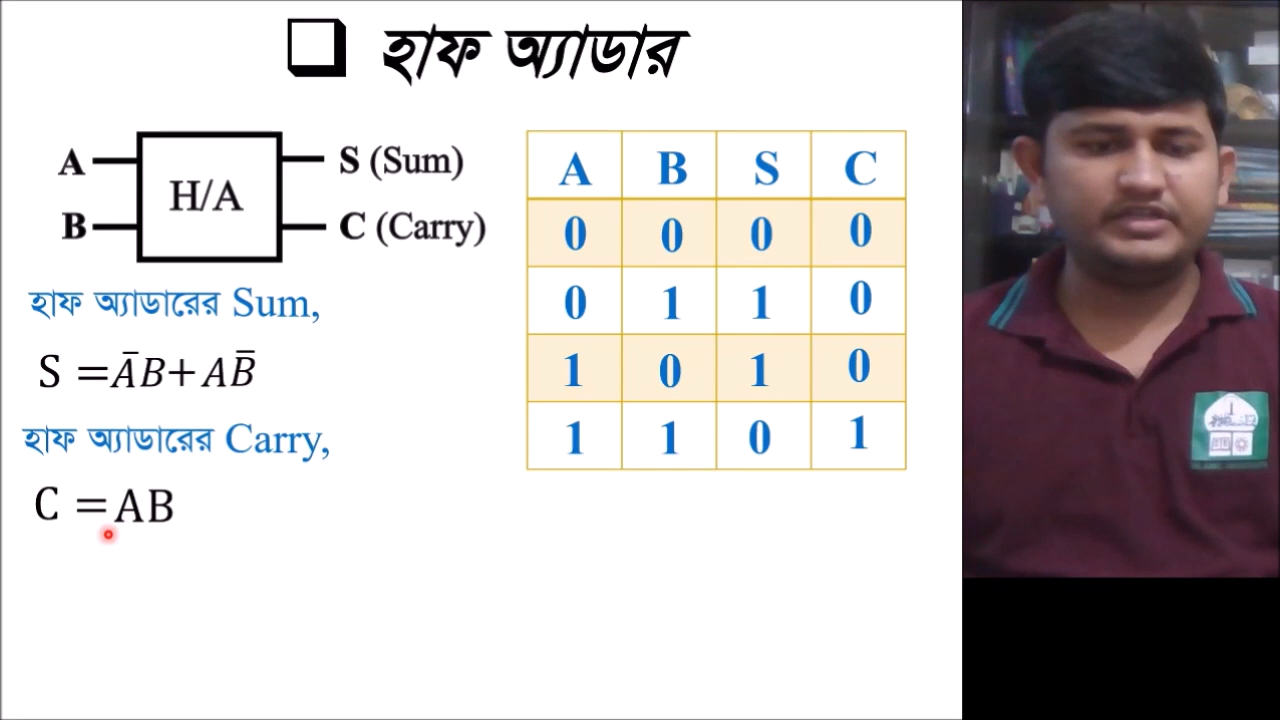 ❑ হাফ অ্যাডার
A
B
H/A
S (Sum)
C (Carry)
হাফ অ্যাডারের Sum,
S = A̅B + AB̅
হাফ অ্যাডারের Carry,
C = AB
A B S C
0 0 0 0
0 1 1 0
1 0 1 0
1 1 0 1